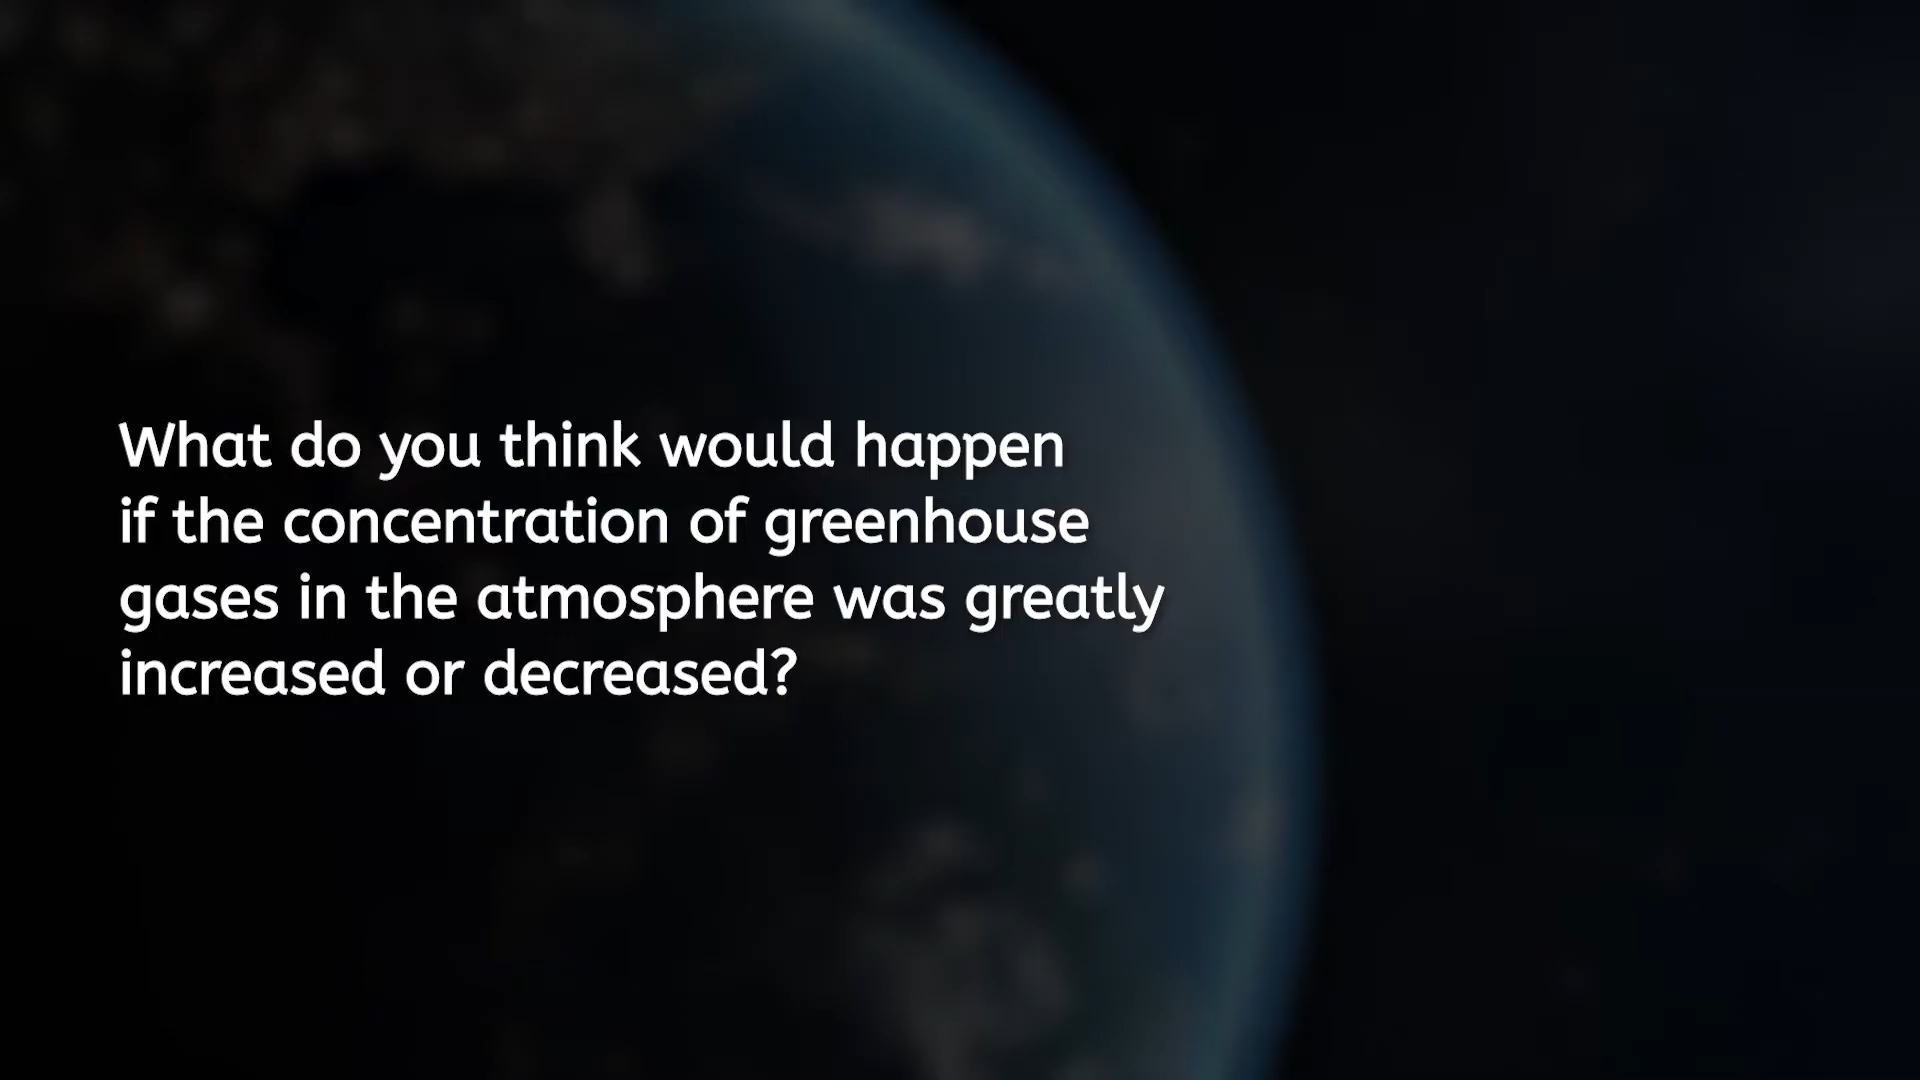 What do you think would happen
if the concentration of greenhouse
gases in the atmosphere was greatly
increased or decreased?